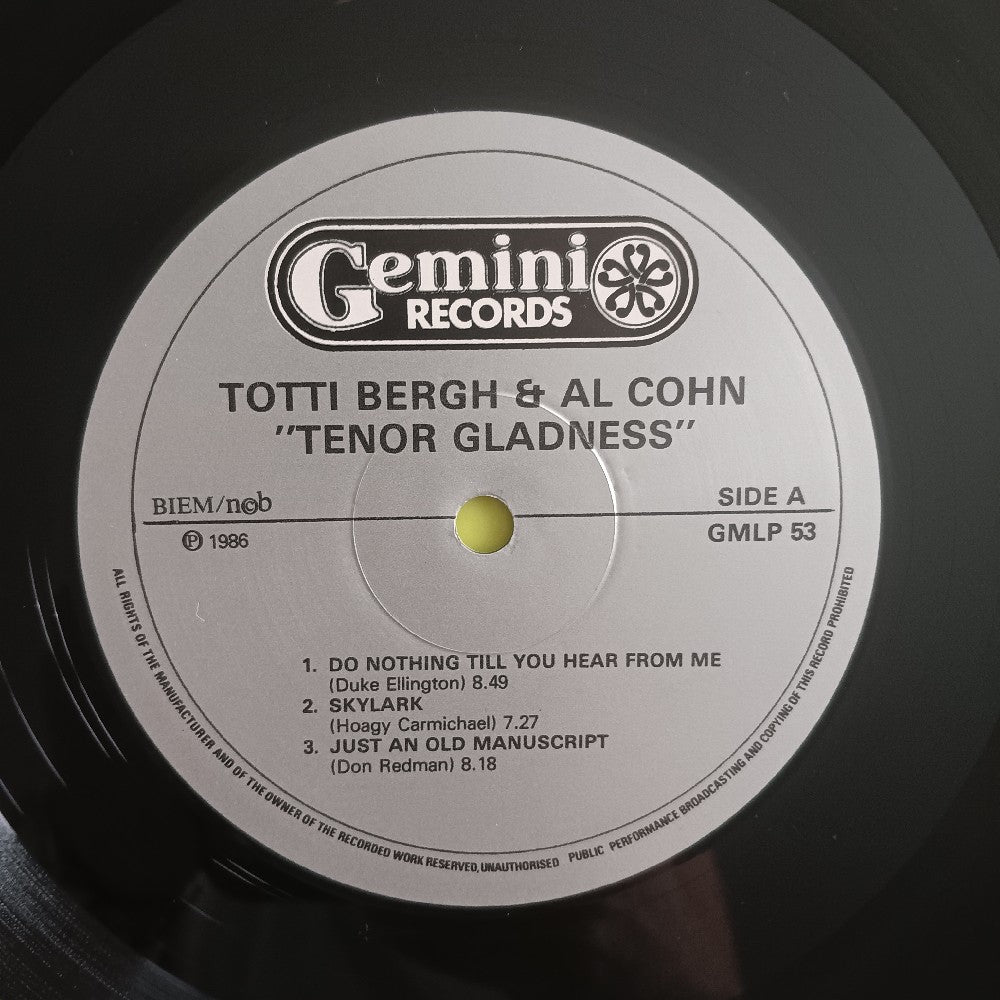 Gemini
RECORDS
TOTTI BERGH & AL COHN
"TENOR GLADNESS"
BIEM/n©b
SIDE A
℗ 1986
GMLP 53
1. DO NOTHING TILL YOU HEAR FROM ME
(Duke Ellington) 8.49
2. SKYLARK
(Hoagy Carmichael) 7.27
3. JUST AN OLD MANUSCRIPT
(Don Redman) 8.18
ALL RIGHTS OF THE MANUFACTURER AND OF THE OWNER OF THE RECORDED WORK RESERVED, UNAUTHORISED PUBLIC PERFORMANCE BROADCASTING AND COPYING OF THIS RECORD PROHIBITED